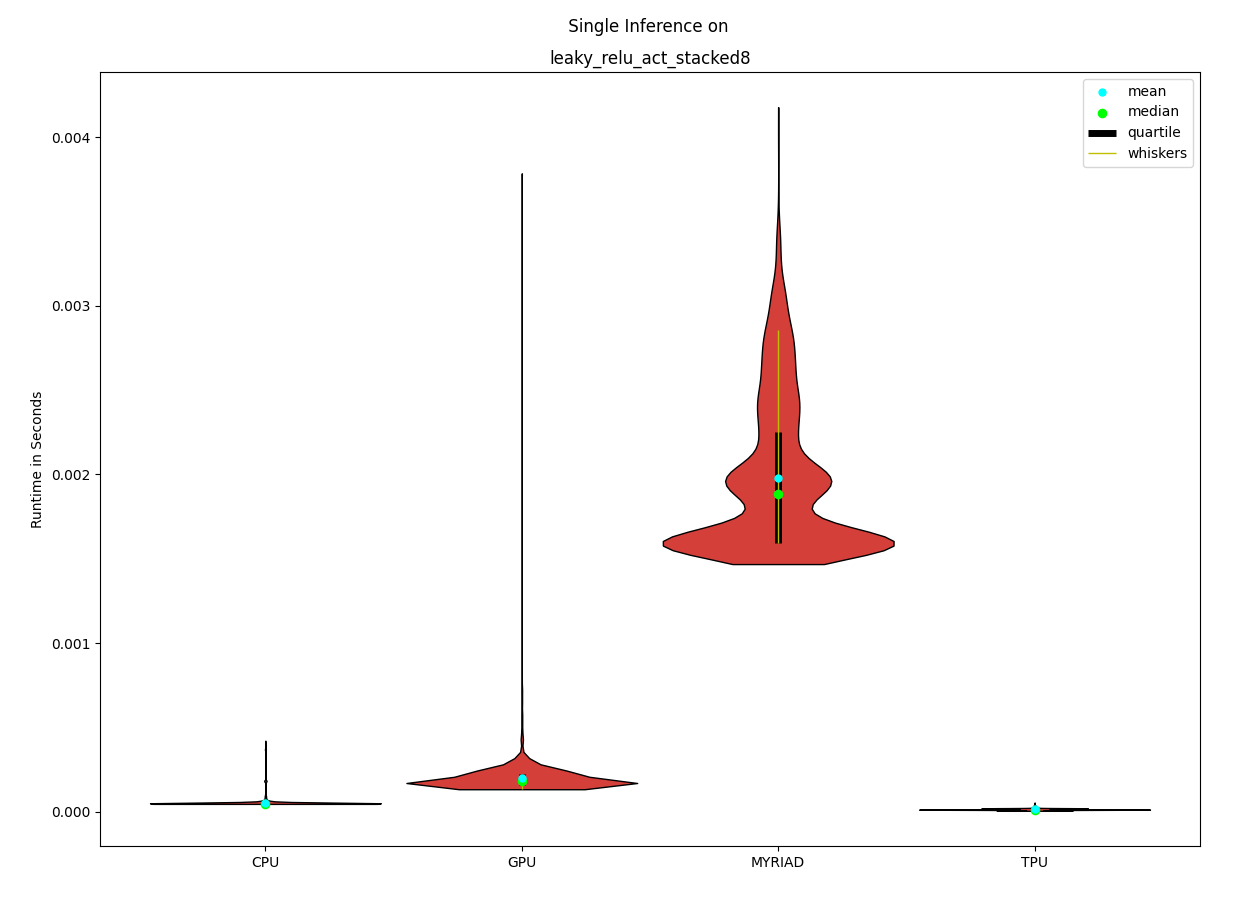 Single Inference on
leaky_relu_act_stacked8
mean
median
quartile
whiskers
0.004
0.003
0.002
0.001
0.000
Runtime in Seconds
CPU
GPU
MYRIAD
TPU